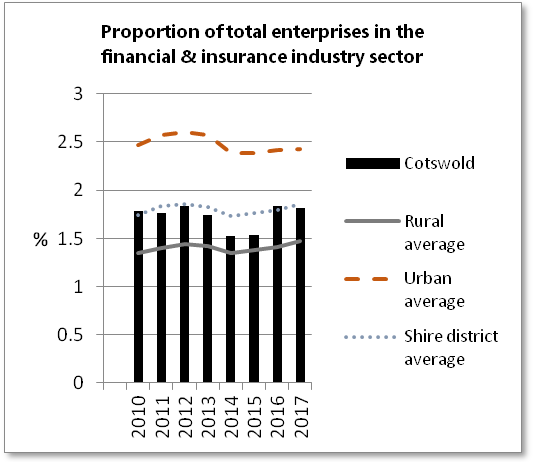 Proportion of total enterprises in the
financial & insurance industry sector
3
2.5
2
1.5
1
0.5
0
%
2010
2011
2012
2013
2014
2015
2016
2017
Cotswold
Rural
average
Urban
average
Shire district
average